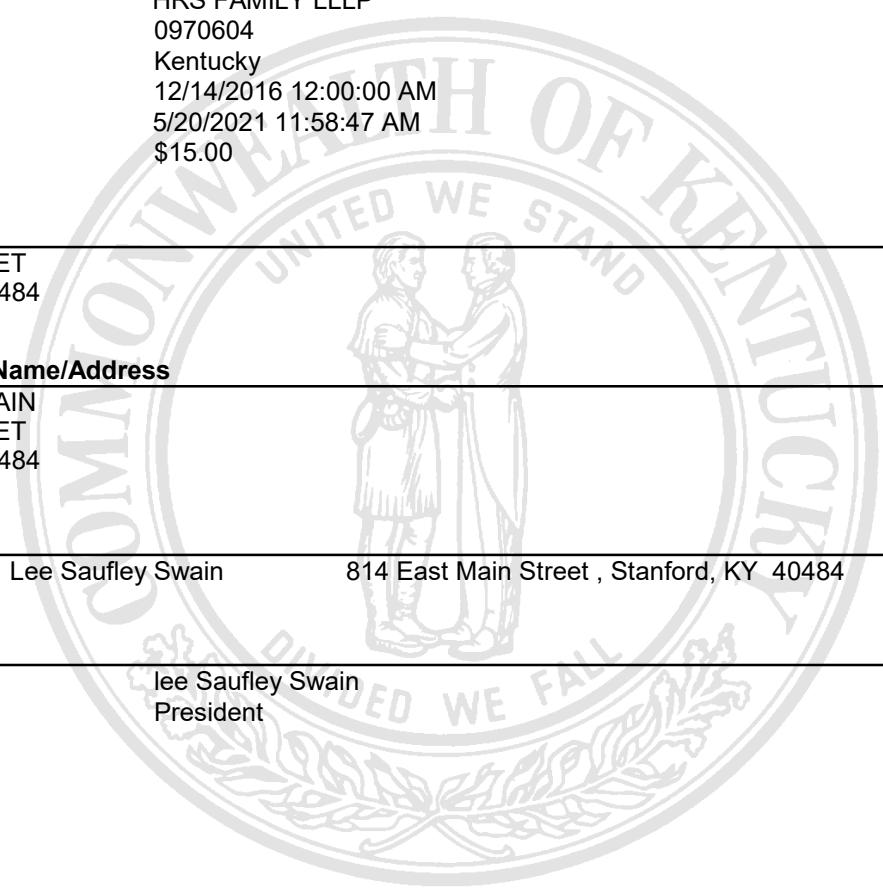 HRS FAMILY LLLP
0970604
Kentucky
12/14/2016 12:00:00 AM
5/20/2021 11:58:47 AM
$15.00
COMMONWEALTH OF KENTUCKY
UNITED WE STAND
ET
484
Name/Address
AIN
ET
484
Lee Saufley Swain 814 East Main Street , Stanford, KY 40484
lee Saufley Swain
President
DIVIDED WE FALL